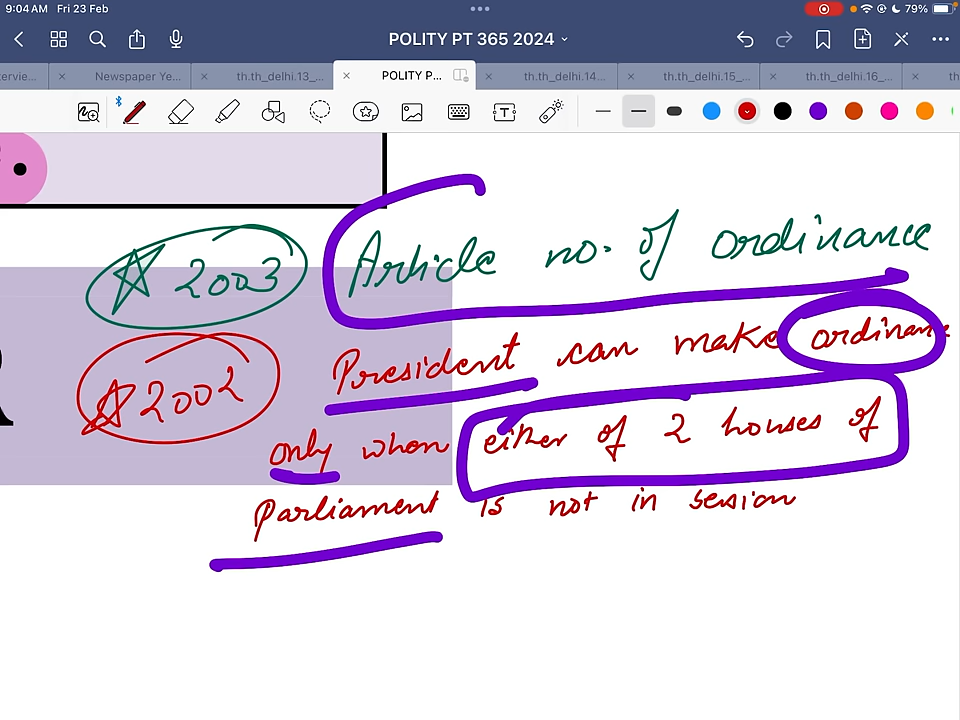 9:04 AM Fri 23 Feb 79%
POLITY PT 365 2024
tervie... Newspaper Ye... th.th_delhi.13_... POLITY P... th.th_delhi.14... th.th_delhi.15_... th.th_delhi.16_... th
2003 Article no. of ordinance
2002 President can make ordinance
only when either of 2 houses of
Parliament is not in session